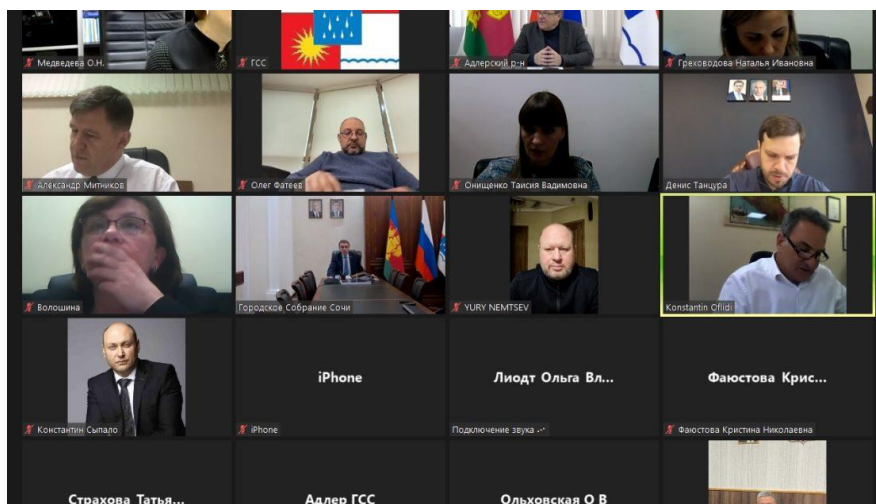 Медведева О.Н.
ГСС
Адлерский р-н
Греховодова Наталья Ивановна
Александр Митников
Олег Фатеев
Онищенко Таисия Вадимовна
Денис Танцура
Волошина
Городское Собрание Сочи
YURY NEMTSEV
Konstantin Oflidi
iPhone
Лиодт Ольга Вл...
Фаюстова Крис...
Константин Сыпало
iPhone
Подключение звука
Фаюстова Кристина Николаевна
Страхова Татья...
Адлер ГСС
Ольховская О В